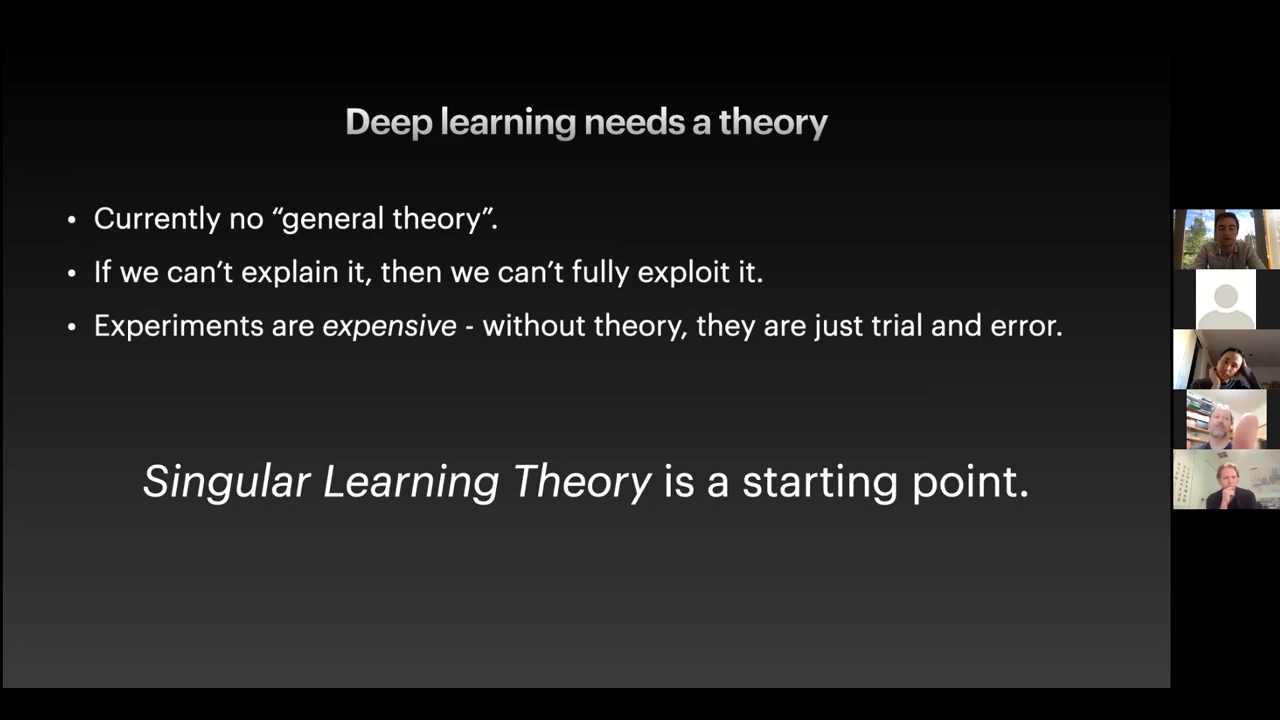 Deep learning needs a theory
• Currently no “general theory”.
• If we can’t explain it, then we can’t fully exploit it.
• Experiments are expensive - without theory, they are just trial and error.
Singular Learning Theory is a starting point.